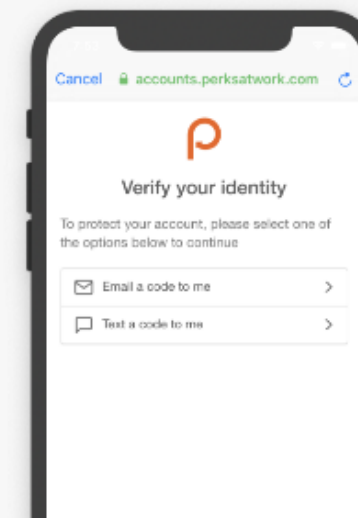 Cancel accounts.perksatwork.com
Verify your identity
To protect your account, please select one of
the options below to continue
Email a code to me
Text a code to me